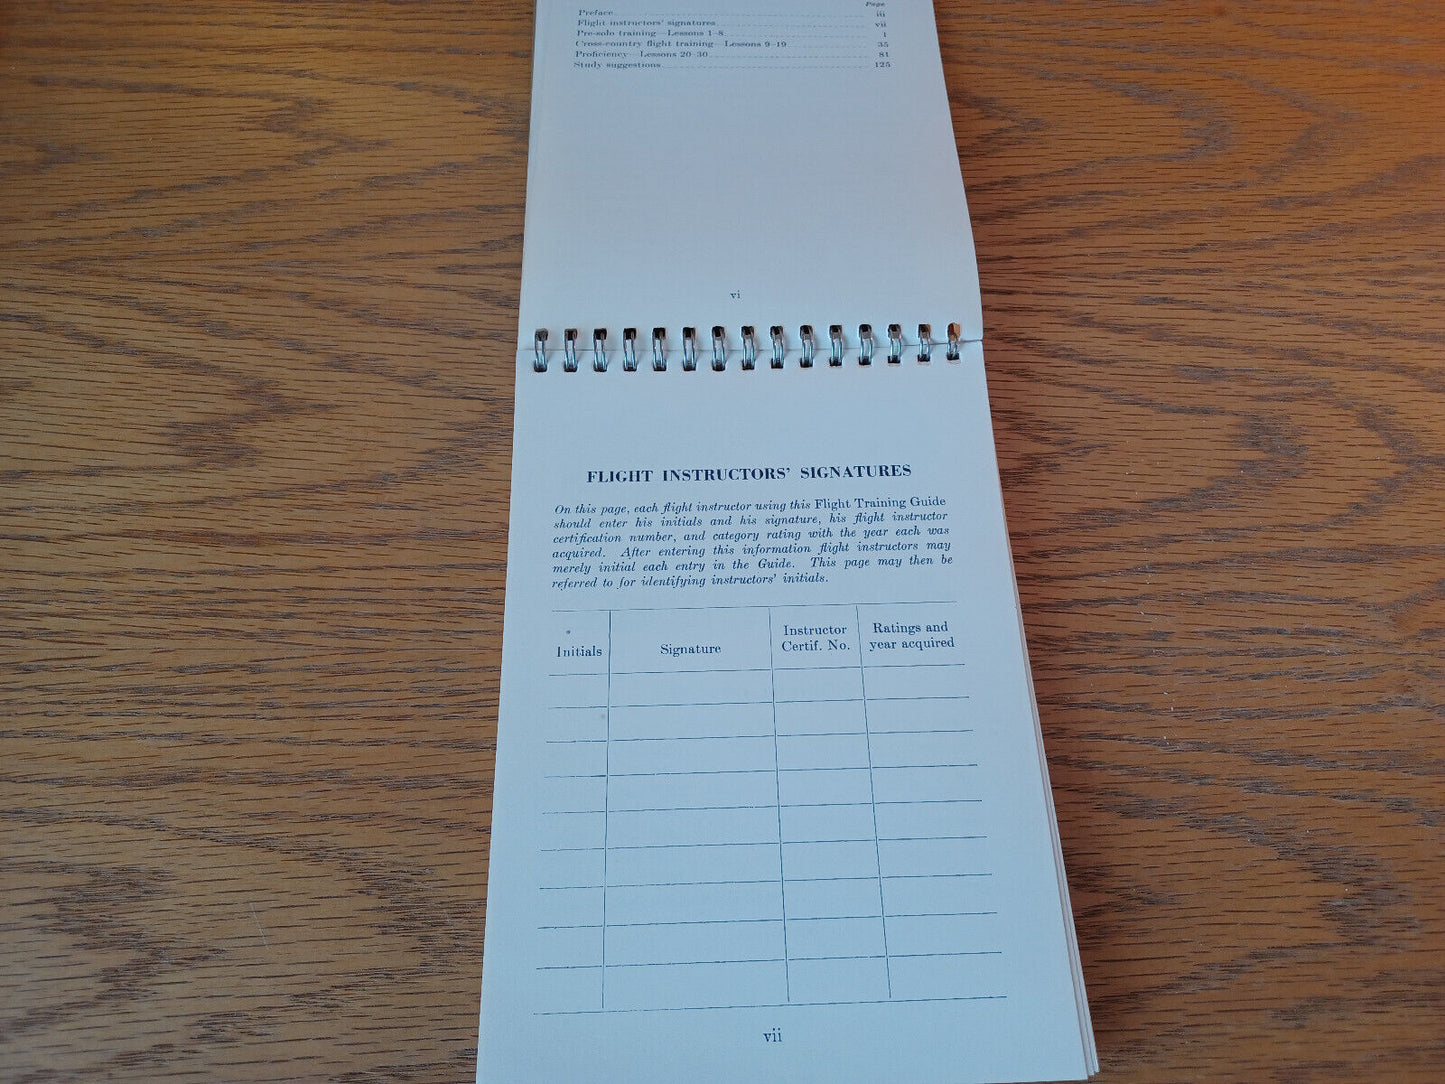 Page
Preface iii
Flight instructors' signatures vii
Pre-solo training—Lessons 1-8 1
Cross-country flight training—Lessons 9-19 35
Proficiency—Lessons 20-30 81
Study suggestions 125
vi
FLIGHT INSTRUCTORS' SIGNATURES
On this page, each flight instructor using this Flight Training Guide
should enter his initials and his signature, his flight instructor
certification number, and category rating with the year each was
acquired. After entering this information flight instructors may
merely initial each entry in the Guide. This page may then be
referred to for identifying instructors' initials.
Initials Signature Instructor Certif. No. Ratings and year acquired
vii